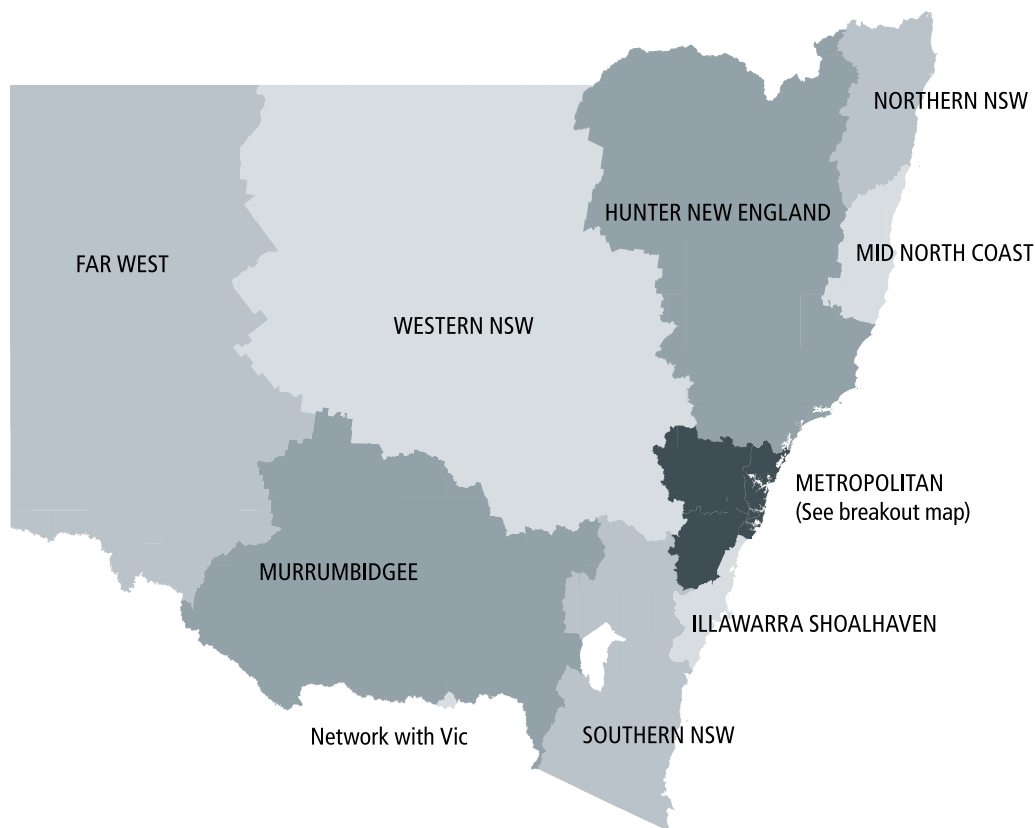 NORTHERN NSW
HUNTER NEW ENGLAND
MID NORTH COAST
FAR WEST
WESTERN NSW
METROPOLITAN
(See breakout map)
MURRUMBIDGEE
ILLAWARRA SHOALHAVEN
Network with Vic
SOUTHERN NSW